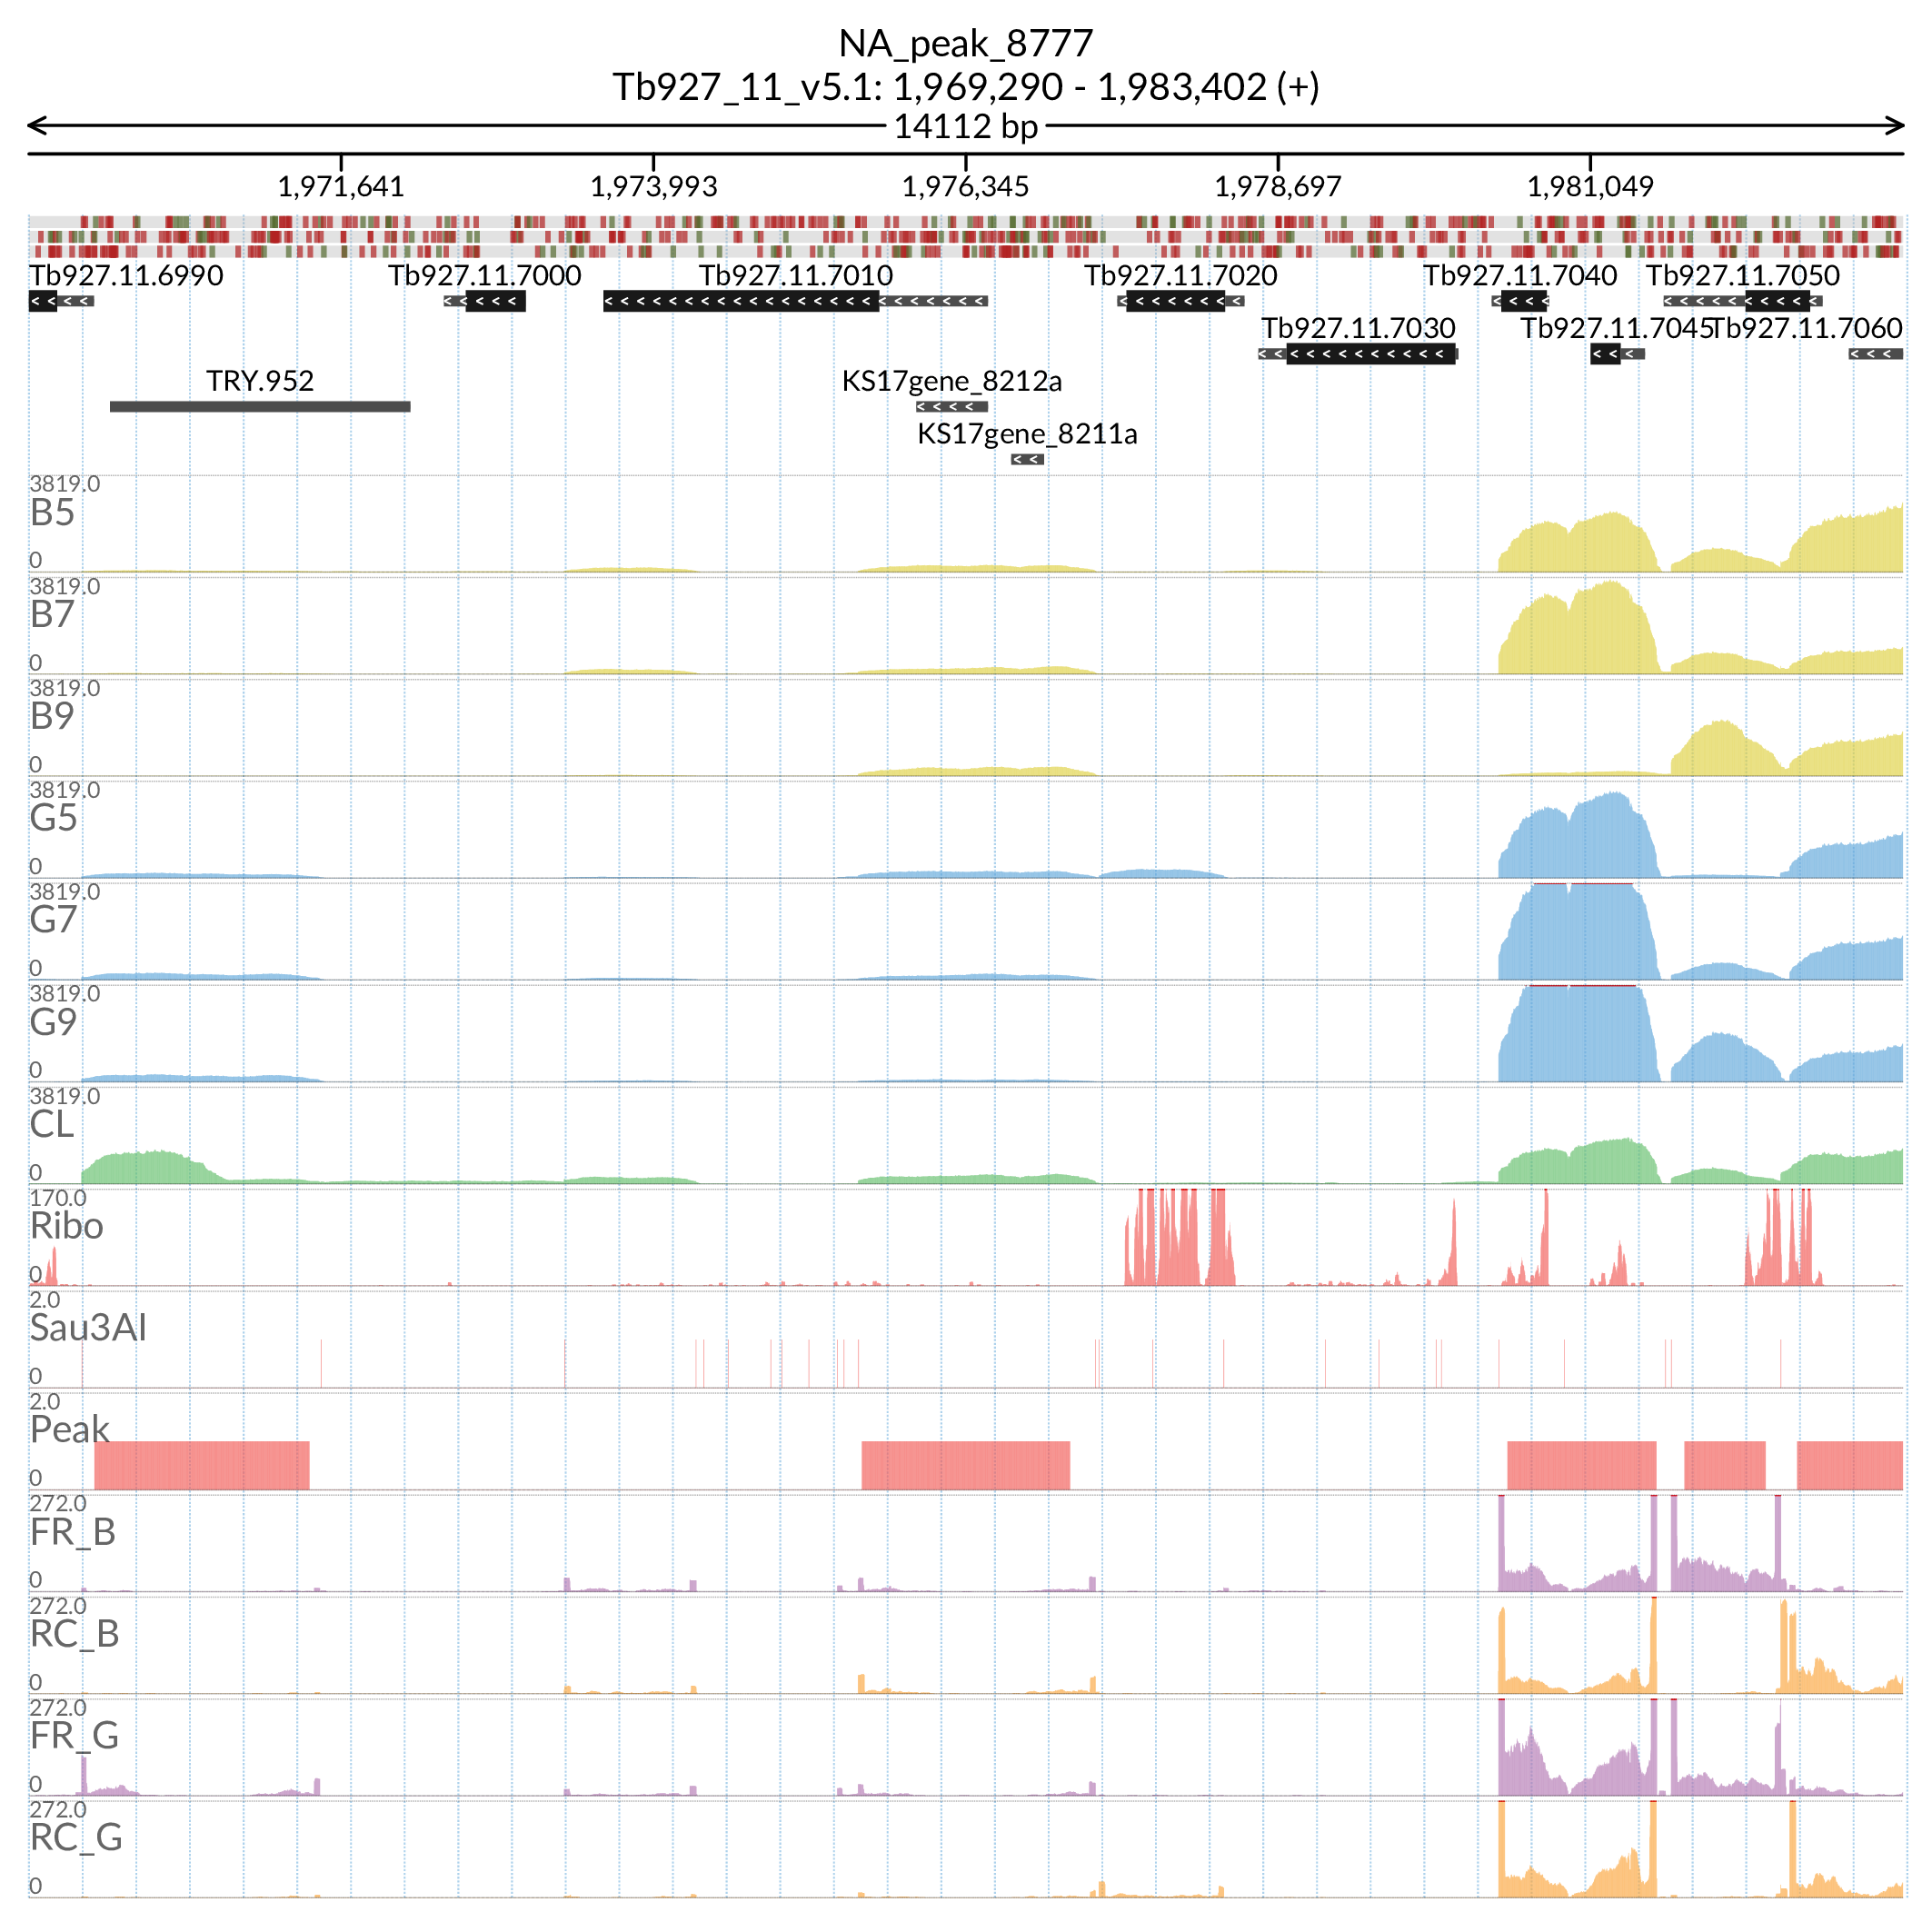 NA_peak_8777
Tb927_11_v5.1: 1,969,290 - 1,983,402 (+)
14112 bp
1,971,641 1,973,993 1,976,345 1,978,697 1,981,049
Tb927.11.6990 Tb927.11.7000 Tb927.11.7010 Tb927.11.7020 Tb927.11.7040 Tb927.11.7050
Tb927.11.7030 Tb927.11.7045 Tb927.11.7060
TRY.952 KS17gene_8212a
KS17gene_8211a
3819.0
B5
0
3819.0
B7
0
3819.0
B9
0
3819.0
G5
0
3819.0
G7
0
3819.0
G9
0
3819.0
CL
0
170.0
Ribo
0
2.0
Sau3AI
0
2.0
Peak
0
272.0
FR_B
0
272.0
RC_B
0
272.0
FR_G
0
272.0
RC_G
0